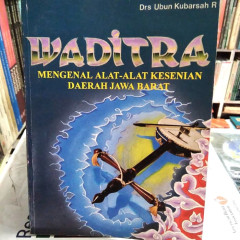 Drs Ubun Kubarsah R
WADITRA
MENGENAL ALAT-ALAT KESENIAN
DAERAH JAWA BARAT